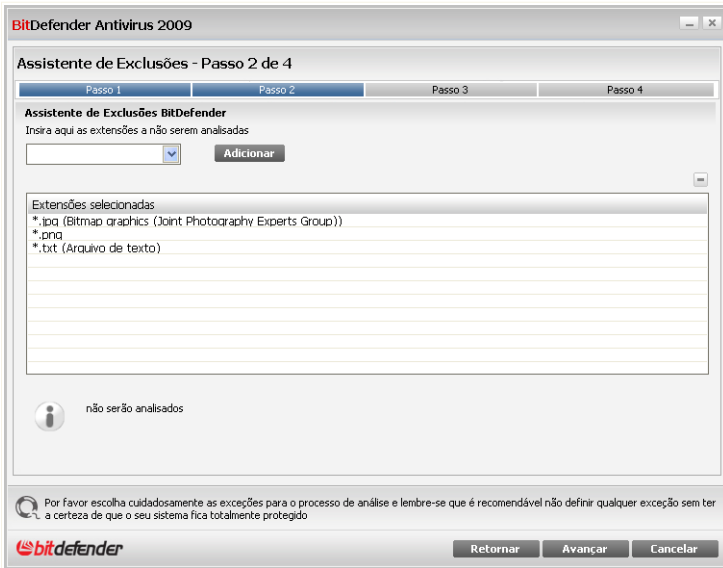 BitDefender Antivirus 2009
Assistente de Exclusões - Passo 2 de 4
Passo 1 Passo 2 Passo 3 Passo 4
Assistente de Exclusões BitDefender
Insira aqui as extensões a não serem analisadas
Adicionar
Extensões selecionadas
*.jpg (Bitmap graphics (Joint Photography Experts Group))
*.png
*.txt (Arquivo de texto)
não serão analisados
Por favor escolha cuidadosamente as exceções para o processo de análise e lembre-se que é recomendável não definir qualquer exceção sem ter
a certeza de que o seu sistema fica totalmente protegido
bitdefender
Retornar Avançar Cancelar